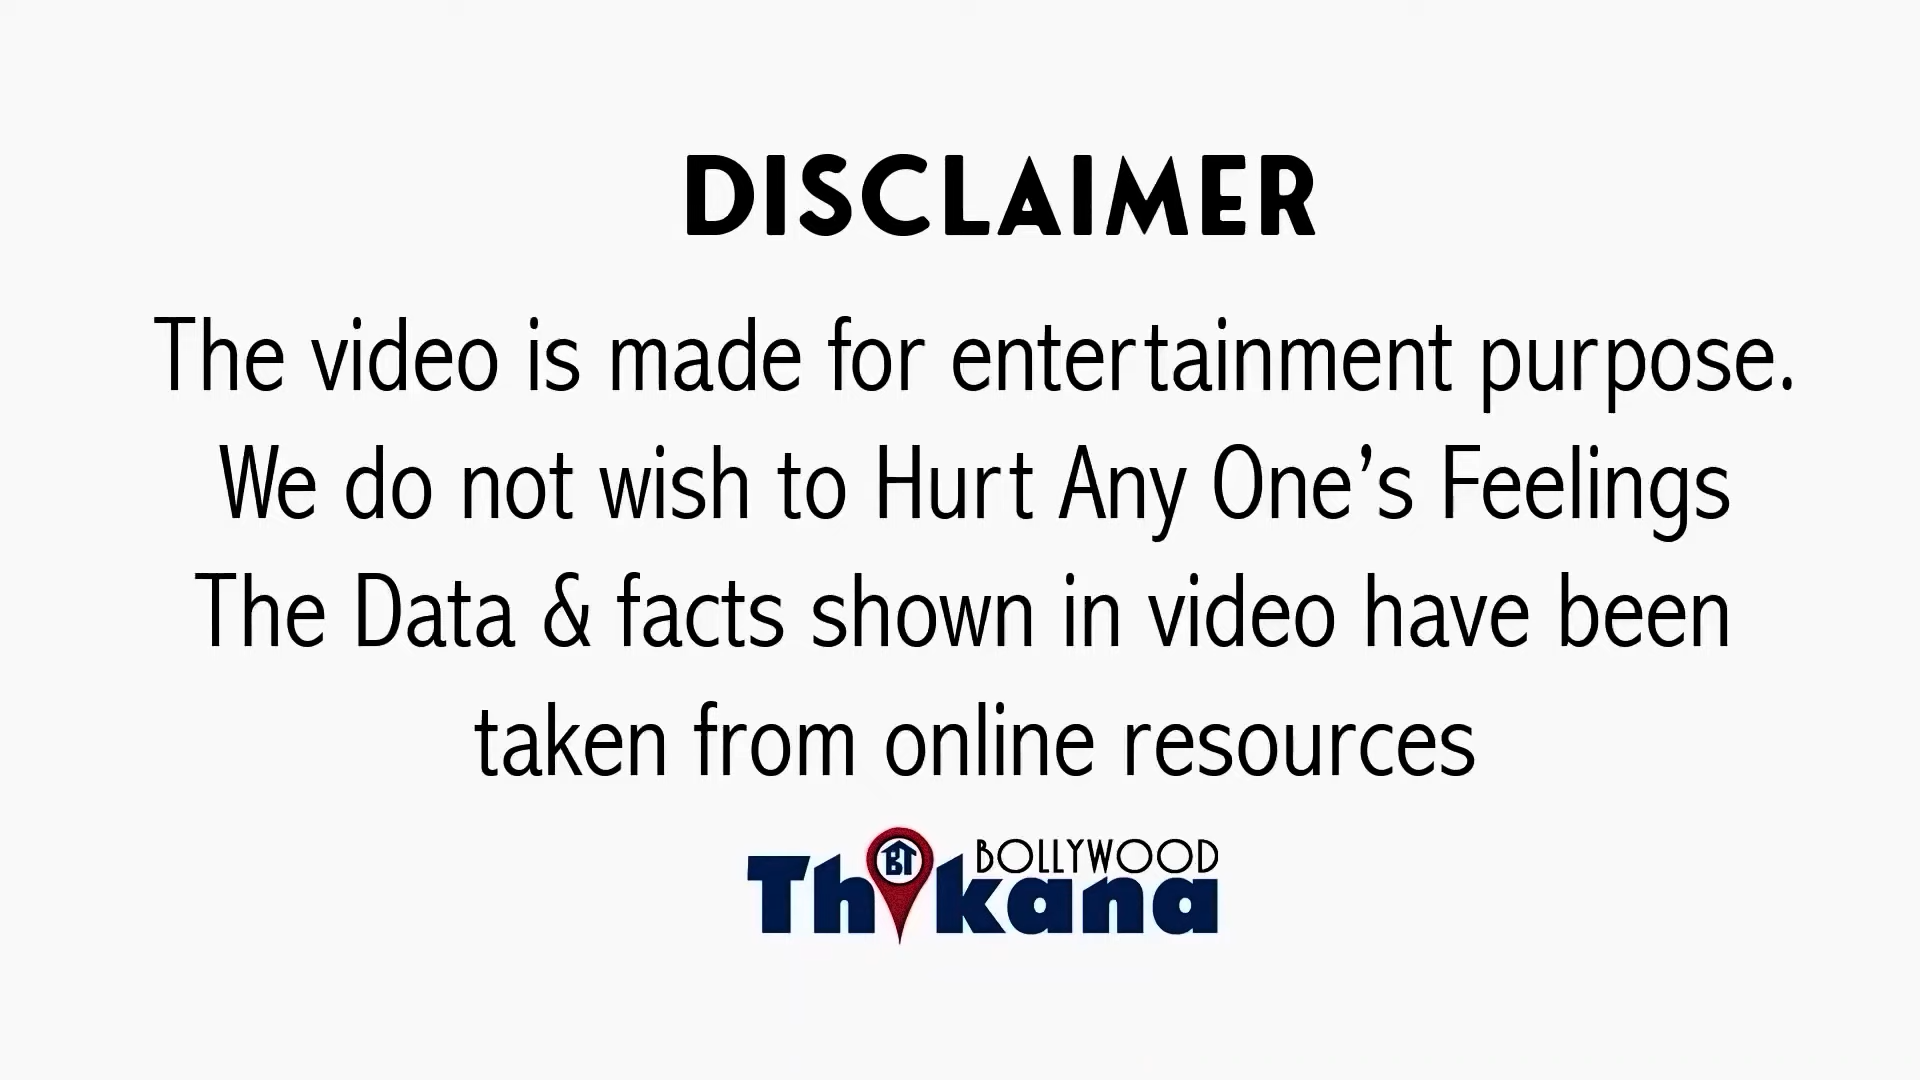 DISCLAIMER
The video is made for entertainment purpose.
We do not wish to Hurt Any One’s Feelings
The Data & facts shown in video have been
taken from online resources
BT
BOLLYWOOD
Thikana